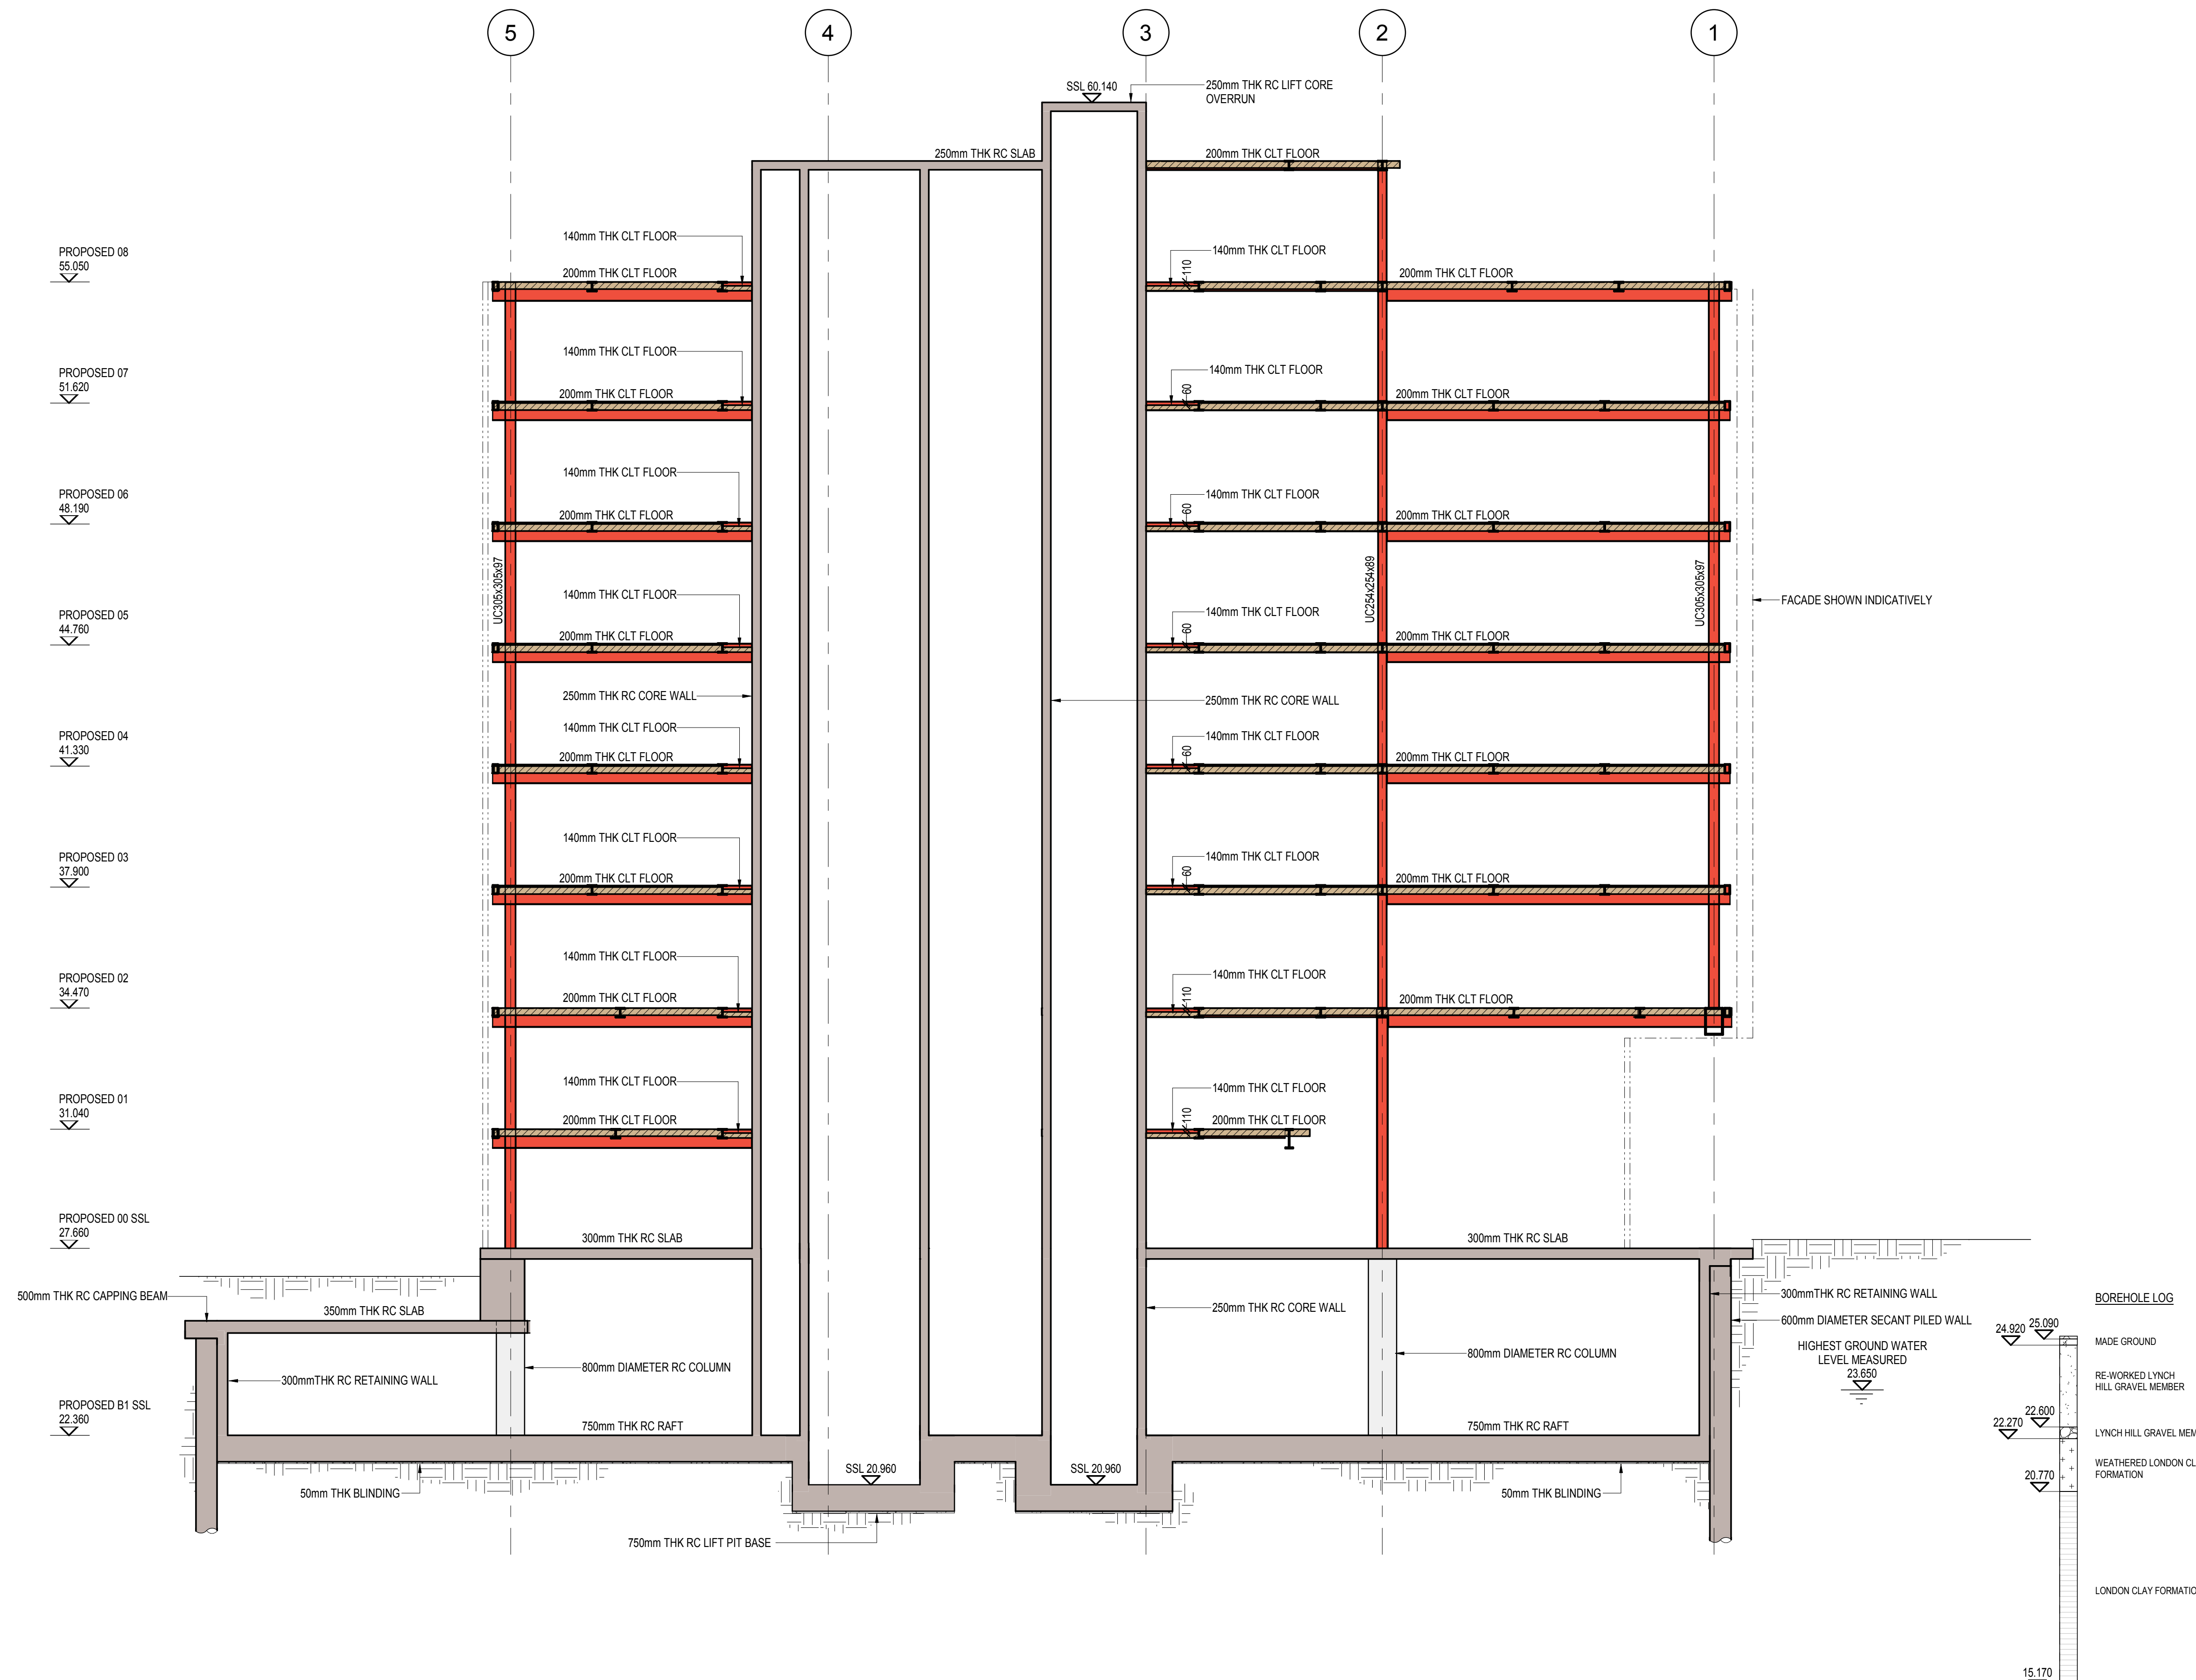 5
4
3
2
1
SSL 60.140
250mm THK RC LIFT CORE
OVERRUN
250mm THK RC SLAB
200mm THK CLT FLOOR
140mm THK CLT FLOOR
140mm THK CLT FLOOR
PROPOSED 08
55.050
200mm THK CLT FLOOR
110
200mm THK CLT FLOOR
140mm THK CLT FLOOR
140mm THK CLT FLOOR
PROPOSED 07
51.620
200mm THK CLT FLOOR
60
200mm THK CLT FLOOR
140mm THK CLT FLOOR
140mm THK CLT FLOOR
PROPOSED 06
48.190
200mm THK CLT FLOOR
60
200mm THK CLT FLOOR
UC305x305x97
UC254x254x89
UC305x305x97
140mm THK CLT FLOOR
140mm THK CLT FLOOR
FACADE SHOWN INDICATIVELY
PROPOSED 05
44.760
200mm THK CLT FLOOR
60
200mm THK CLT FLOOR
250mm THK RC CORE WALL
250mm THK RC CORE WALL
140mm THK CLT FLOOR
140mm THK CLT FLOOR
PROPOSED 04
41.330
200mm THK CLT FLOOR
60
200mm THK CLT FLOOR
140mm THK CLT FLOOR
140mm THK CLT FLOOR
PROPOSED 03
37.900
200mm THK CLT FLOOR
60
200mm THK CLT FLOOR
140mm THK CLT FLOOR
140mm THK CLT FLOOR
PROPOSED 02
34.470
200mm THK CLT FLOOR
110
200mm THK CLT FLOOR
140mm THK CLT FLOOR
140mm THK CLT FLOOR
PROPOSED 01
31.040
200mm THK CLT FLOOR
110
200mm THK CLT FLOOR
PROPOSED 00 SSL
27.660
300mm THK RC SLAB
300mm THK RC SLAB
500mm THK RC CAPPING BEAM
350mm THK RC SLAB
250mm THK RC CORE WALL
300mmTHK RC RETAINING WALL
600mm DIAMETER SECANT PILED WALL
HIGHEST GROUND WATER
LEVEL MEASURED
23.650
800mm DIAMETER RC COLUMN
800mm DIAMETER RC COLUMN
300mmTHK RC RETAINING WALL
PROPOSED B1 SSL
22.360
750mm THK RC RAFT
750mm THK RC RAFT
SSL 20.960
SSL 20.960
50mm THK BLINDING
50mm THK BLINDING
750mm THK RC LIFT PIT BASE
BOREHOLE LOG
24.920
25.090
MADE GROUND
RE-WORKED LYNCH
HILL GRAVEL MEMBER
22.600
22.270
LYNCH HILL GRAVEL MEM
WEATHERED LONDON CL
FORMATION
20.770
LONDON CLAY FORMATIO
15.170